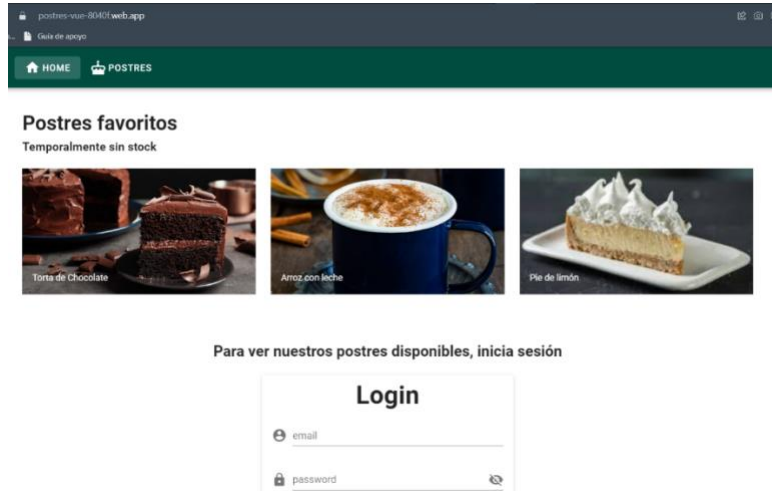 postres-vue-8040f.web.app
Guía de apoyo
HOME POSTRES
Postres favoritos
Temporalmente sin stock
Torta de Chocolate
Arroz con leche
Pie de limón
Para ver nuestros postres disponibles, inicia sesión
Login
email
password